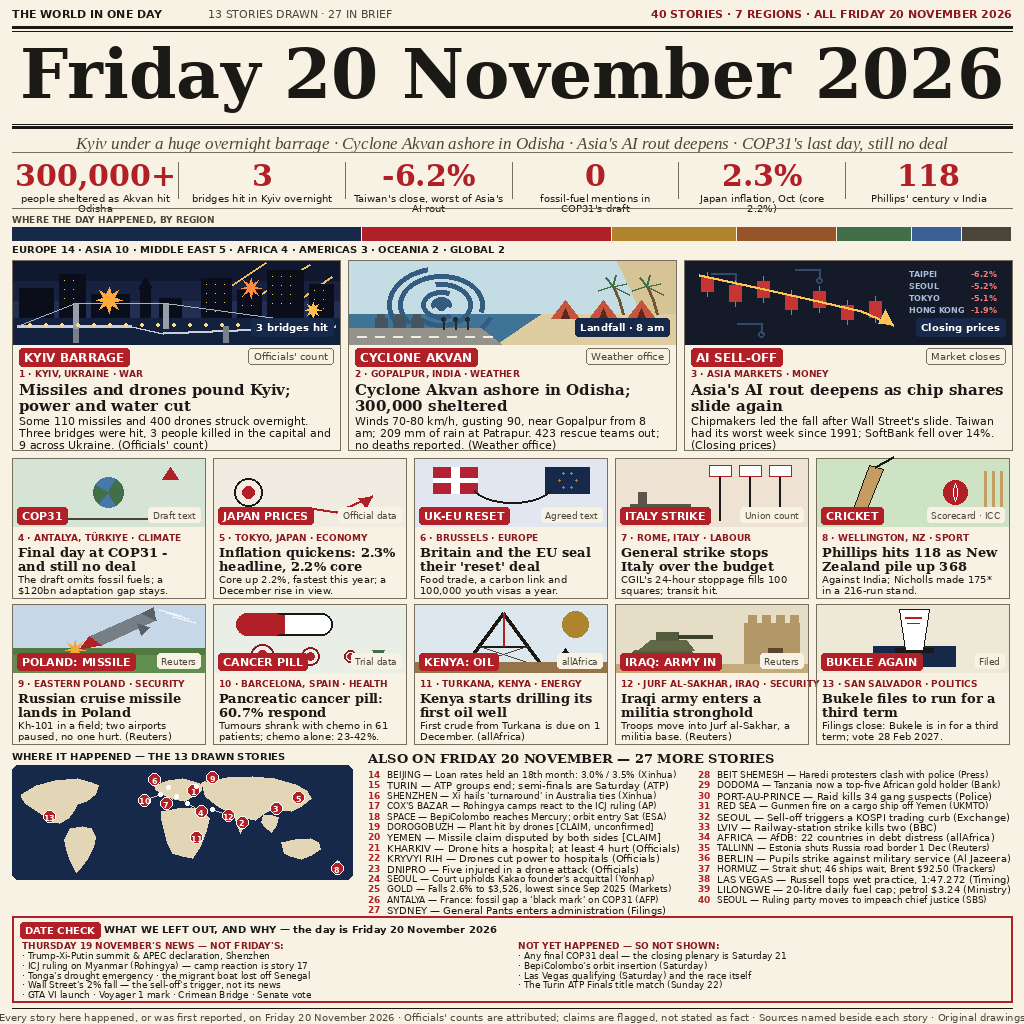 THE WORLD IN ONE DAY
13 STORIES DRAWN · 27 IN BRIEF
40 STORIES · 7 REGIONS · ALL FRIDAY 20 NOVEMBER 2026
Friday 20 November 2026
Kyiv under a huge overnight barrage · Cyclone Akvan ashore in Odisha · Asia's AI rout deepens · COP31's last day, still no deal
300,000+
people sheltered as Akvan hit
Odisha
3
bridges hit in Kyiv overnight
-6.2%
Taiwan's close, worst of Asia's
AI rout
0
fossil-fuel mentions in
COP31's draft
2.3%
Japan inflation, Oct (core
2.2%)
118
Phillips' century v India
WHERE THE DAY HAPPENED, BY REGION
EUROPE 14 · ASIA 10 · MIDDLE EAST 5 · AFRICA 4 · AMERICAS 3 · OCEANIA 2 · GLOBAL 2
3 bridges hit
KYIV BARRAGE
Officials' count
1 · KYIV, UKRAINE · WAR
Missiles and drones pound Kyiv;
power and water cut
Some 110 missiles and 400 drones struck overnight.
Three bridges were hit, 3 people killed in the capital and
9 across Ukraine. (Officials' count)
Landfall · 8 am
CYCLONE AKVAN
Weather office
2 · GOPALPUR, INDIA · WEATHER
Cyclone Akvan ashore in Odisha;
300,000 sheltered
Winds 70-80 km/h, gusting 90, near Gopalpur from 8
am; 209 mm of rain at Patrapur. 423 rescue teams out;
no deaths reported. (Weather office)
TAIPEI -6.2%
SEOUL -5.2%
TOKYO -5.1%
HONG KONG -1.9%
Closing prices
AI SELL-OFF
Market closes
3 · ASIA MARKETS · MONEY
Asia's AI rout deepens as chip shares
slide again
Chipmakers led the fall after Wall Street's slide. Taiwan
had its worst week since 1991; SoftBank fell over 14%.
(Closing prices)
COP31
Draft text
4 · ANTALYA, TÜRKIYE · CLIMATE
Final day at COP31 -
and still no deal
The draft omits fossil fuels; a
$120bn adaptation gap stays.
JAPAN PRICES
Official data
5 · TOKYO, JAPAN · ECONOMY
Inflation quickens: 2.3%
headline, 2.2% core
Core up 2.2%, fastest this year; a
December rise in view.
UK-EU RESET
Agreed text
6 · BRUSSELS · EUROPE
Britain and the EU seal
their 'reset' deal
Food trade, a carbon link and
100,000 youth visas a year.
ITALY STRIKE
Union count
7 · ROME, ITALY · LABOUR
General strike stops
Italy over the budget
CGIL's 24-hour stoppage fills 100
squares; transit hit.
CRICKET
Scorecard · ICC
8 · WELLINGTON, NZ · SPORT
Phillips hits 118 as New
Zealand pile up 368
Against India; Nicholls made 175*
in a 216-run stand.
POLAND: MISSILE
Reuters
9 · EASTERN POLAND · SECURITY
Russian cruise missile
lands in Poland
Kh-101 in a field; two airports
paused, no one hurt. (Reuters)
CANCER PILL
Trial data
10 · BARCELONA, SPAIN · HEALTH
Pancreatic cancer pill:
60.7% respond
Tumours shrank with chemo in 61
patients; chemo alone: 23-42%.
KENYA: OIL
allAfrica
11 · TURKANA, KENYA · ENERGY
Kenya starts drilling its
first oil well
First crude from Turkana is due on 1
December. (allAfrica)
IRAQ: ARMY IN
Reuters
12 · JURF AL-SAKHAR, IRAQ · SECURITY
Iraqi army enters a
militia stronghold
Troops move into Jurf al-Sakhar, a
militia base. (Reuters)
BUKELE AGAIN
Filed
13 · SAN SALVADOR · POLITICS
Bukele files to run for a
third term
Filings close: Bukele is in for a third
term; vote 28 Feb 2027.
WHERE IT HAPPENED — THE 13 DRAWN STORIES
6
9
1
10
7
5
4
3
12
2
13
11
8
ALSO ON FRIDAY 20 NOVEMBER — 27 MORE STORIES
14 BEIJING — Loan rates held an 18th month: 3.0% / 3.5% (Xinhua)
15 TURIN — ATP groups end; semi-finals are Saturday (ATP)
16 SHENZHEN — Xi hails 'turnaround' in Australia ties (Xinhua)
17 COX'S BAZAR — Rohingya camps react to the ICJ ruling (AP)
18 SPACE — BepiColombo reaches Mercury; orbit entry Sat (ESA)
19 DOROGOBUZH — Plant hit by drones [CLAIM, unconfirmed]
20 YEMEN — Missile claim disputed by both sides [CLAIM]
21 KHARKIV — Drone hits a hospital; at least 4 hurt (Officials)
22 KRYVYI RIH — Drones cut power to hospitals (Officials)
23 DNIPRO — Five injured in a drone attack (Officials)
24 SEOUL — Court upholds Kakao founder's acquittal (Yonhap)
25 GOLD — Falls 2.6% to $3,526, lowest since Sep 2025 (Markets)
26 ANTALYA — France: fossil gap a 'black mark' on COP31 (AFP)
27 SYDNEY — General Pants enters administration (Filings)
28 BEIT SHEMESH — Haredi protesters clash with police (Press)
29 DODOMA — Tanzania now a top-five African gold holder (Bank)
30 PORT-AU-PRINCE — Raid kills 34 gang suspects (Police)
31 RED SEA — Gunmen fire on a cargo ship off Yemen (UKMTO)
32 SEOUL — Sell-off triggers a KOSPI trading curb (Exchange)
33 LVIV — Railway-station strike kills two (BBC)
34 AFRICA — AfDB: 22 countries in debt distress (allAfrica)
35 TALLINN — Estonia shuts Russia road border 1 Dec (Reuters)
36 BERLIN — Pupils strike against military service (Al Jazeera)
37 HORMUZ — Strait shut; 46 ships wait, Brent $92.50 (Trackers)
38 LAS VEGAS — Russell tops wet practice, 1:47.272 (Timing)
39 LILONGWE — 20-litre daily fuel cap; petrol $3.24 (Ministry)
40 SEOUL — Ruling party moves to impeach chief justice (SBS)
DATE CHECK WHAT WE LEFT OUT, AND WHY — the day is Friday 20 November 2026
THURSDAY 19 NOVEMBER'S NEWS — NOT FRIDAY'S:
· Trump-Xi-Putin summit & APEC declaration, Shenzhen
· ICJ ruling on Myanmar (Rohingya) — camp reaction is story 17
· Tonga's drought emergency · the migrant boat lost off Senegal
· Wall Street's 2% fall — the sell-off's trigger, not its news
· GTA VI launch · Voyager 1 mark · Crimean Bridge · Senate vote
NOT YET HAPPENED — SO NOT SHOWN:
· Any final COP31 deal — the closing plenary is Saturday 21
· BepiColombo's orbit insertion (Saturday)
· Las Vegas qualifying (Saturday) and the race itself
· The Turin ATP Finals title match (Sunday 22)
Every story here happened, or was first reported, on Friday 20 November 2026 · Officials' counts are attributed; claims are flagged, not stated as fact · Sources named beside each story · Original drawings